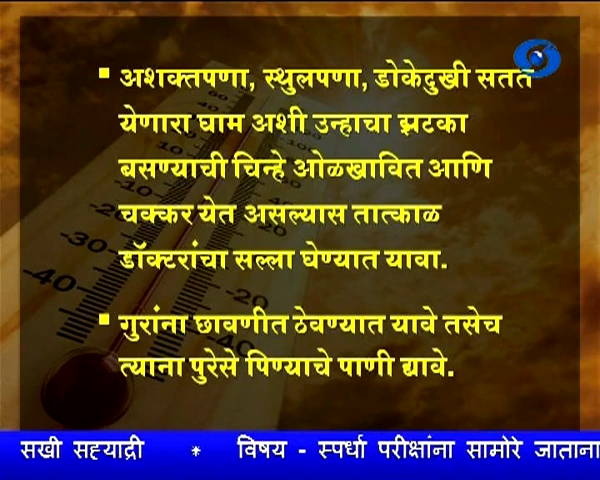 ▪ अशक्तपणा, स्थुलपणा, डोकेदुखी सतत
येणारा घाम अशी उन्हाचा झटका
बसण्याची चिन्हे ओळखावित आणि
चक्कर येत असल्यास तात्काळ
डॉक्टरांचा सल्ला घेण्यात यावा.
▪ गुरांना छावणीत ठेवण्यात यावे तसेच
त्याना पुरेसे पिण्याचे पाणी द्यावे.
सखी सह्याद्री * विषय - स्पर्धा परीक्षांना सामोरे जाताना